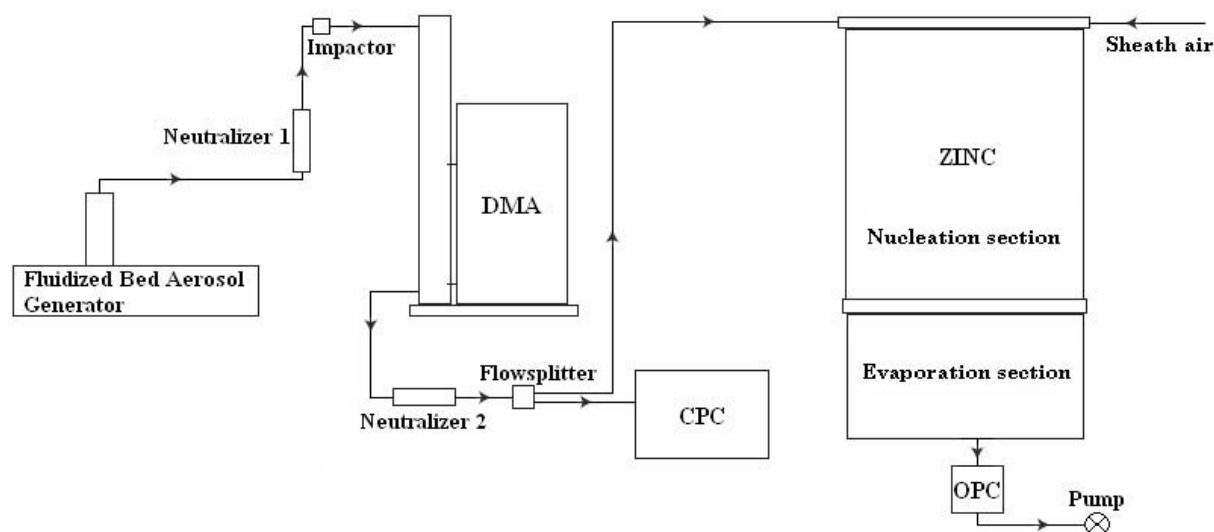 Impactor
Sheath air
Neutralizer 1
ZINC
DMA
Nucleation section
Fluidized Bed Aerosol
Generator
Flowsplitter
Evaporation section
Neutralizer 2
CPC
OPC
Pump